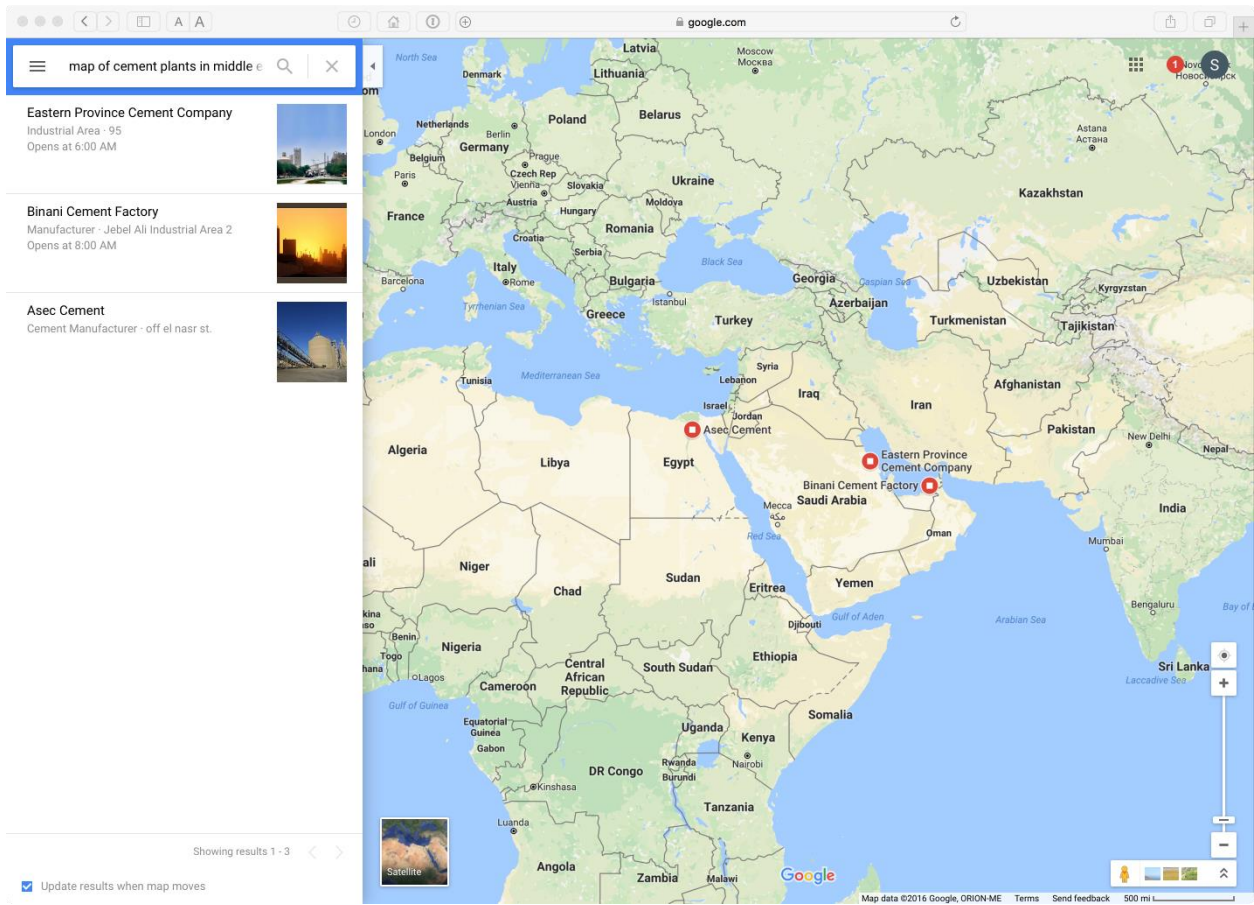 A A
google.com
map of cement plants in middle e
Eastern Province Cement Company
Industrial Area · 95
Opens at 6:00 AM
Binani Cement Factory
Manufacturer · Jebel Ali Industrial Area 2
Opens at 8:00 AM
Asec Cement
Cement Manufacturer · off el nasr st.
Showing results 1 - 3
Update results when map moves
1
S
North Sea
Latvia
Moscow
Москва
Denmark
Lithuania
om
Netherlands
Berlin
Poland
Belarus
London
Germany
Belgium
Prague
Paris
Czech Rep
Vienna
Slovakia
Ukraine
Austria
Hungary
Moldova
France
Romania
Croatia
Serbia
Italy
Black Sea
Barcelona
Rome
Bulgaria
Georgia
Caspian Sea
Istanbul
Tyrrhenian Sea
Greece
Turkey
Azerbaijan
Astana
Астана
Kazakhstan
Uzbekistan
Kyrgyzstan
Turkmenistan
Tajikistan
Tunisia
Mediterranean Sea
Syria
Lebanon
Iraq
Iran
Afghanistan
Israel
Jordan
Asec Cement
Pakistan
New Delhi
Nepal
Algeria
Libya
Egypt
Eastern Province
Cement Company
Binani Cement Factory
Mecca
مكة
Saudi Arabia
India
Red Sea
Oman
Mumbai
ali
Niger
Chad
Sudan
Eritrea
Yemen
Gulf of Aden
Arabian Sea
Bengaluru
Bay of
kina
so
Benin
Togo
hana
Lagos
Nigeria
Djibouti
Central
African
Republic
South Sudan
Ethiopia
Cameroon
Sri Lanka
Laccadive Sea
Gulf of Guinea
Equatorial
Guinea
Gabon
Somalia
Uganda
Kenya
Rwanda
Nairobi
Burundi
DR Congo
Kinshasa
Tanzania
Luanda
Angola
Zambia
Malawi
Satellite
Google
Map data ©2016 Google, ORION-ME Terms Send feedback 500 mi